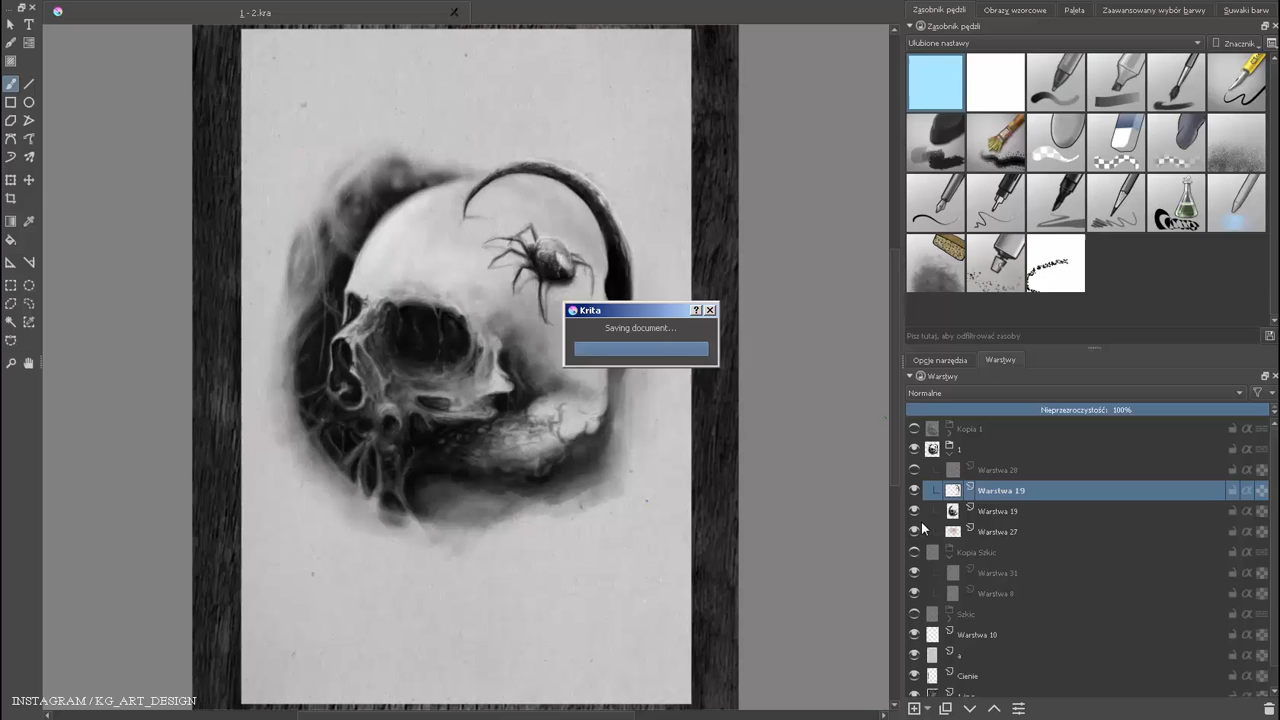 1 - 2.kra
Zasobnik pędzli
Obrazy wzorcowe
Paleta
Zaawansowany wybór barwy
Suwaki barw
Zasobnik pędzli
Ulubione nastawy
Znacznik
Krita
Saving document...
Pisz tutaj, aby odfiltrować zasoby
Opcje narzędzia
Warstwy
Warstwy
Normalne
Nieprzezroczystość: 100%
Kopia 1
1
Warstwa 28
Warstwa 19
Warstwa 19
Warstwa 27
Kopia Szkic
Warstwa 31
Warstwa 8
Szkic
Warstwa 10
a
Cienie
INSTAGRAM / KG_ART_DESIGN